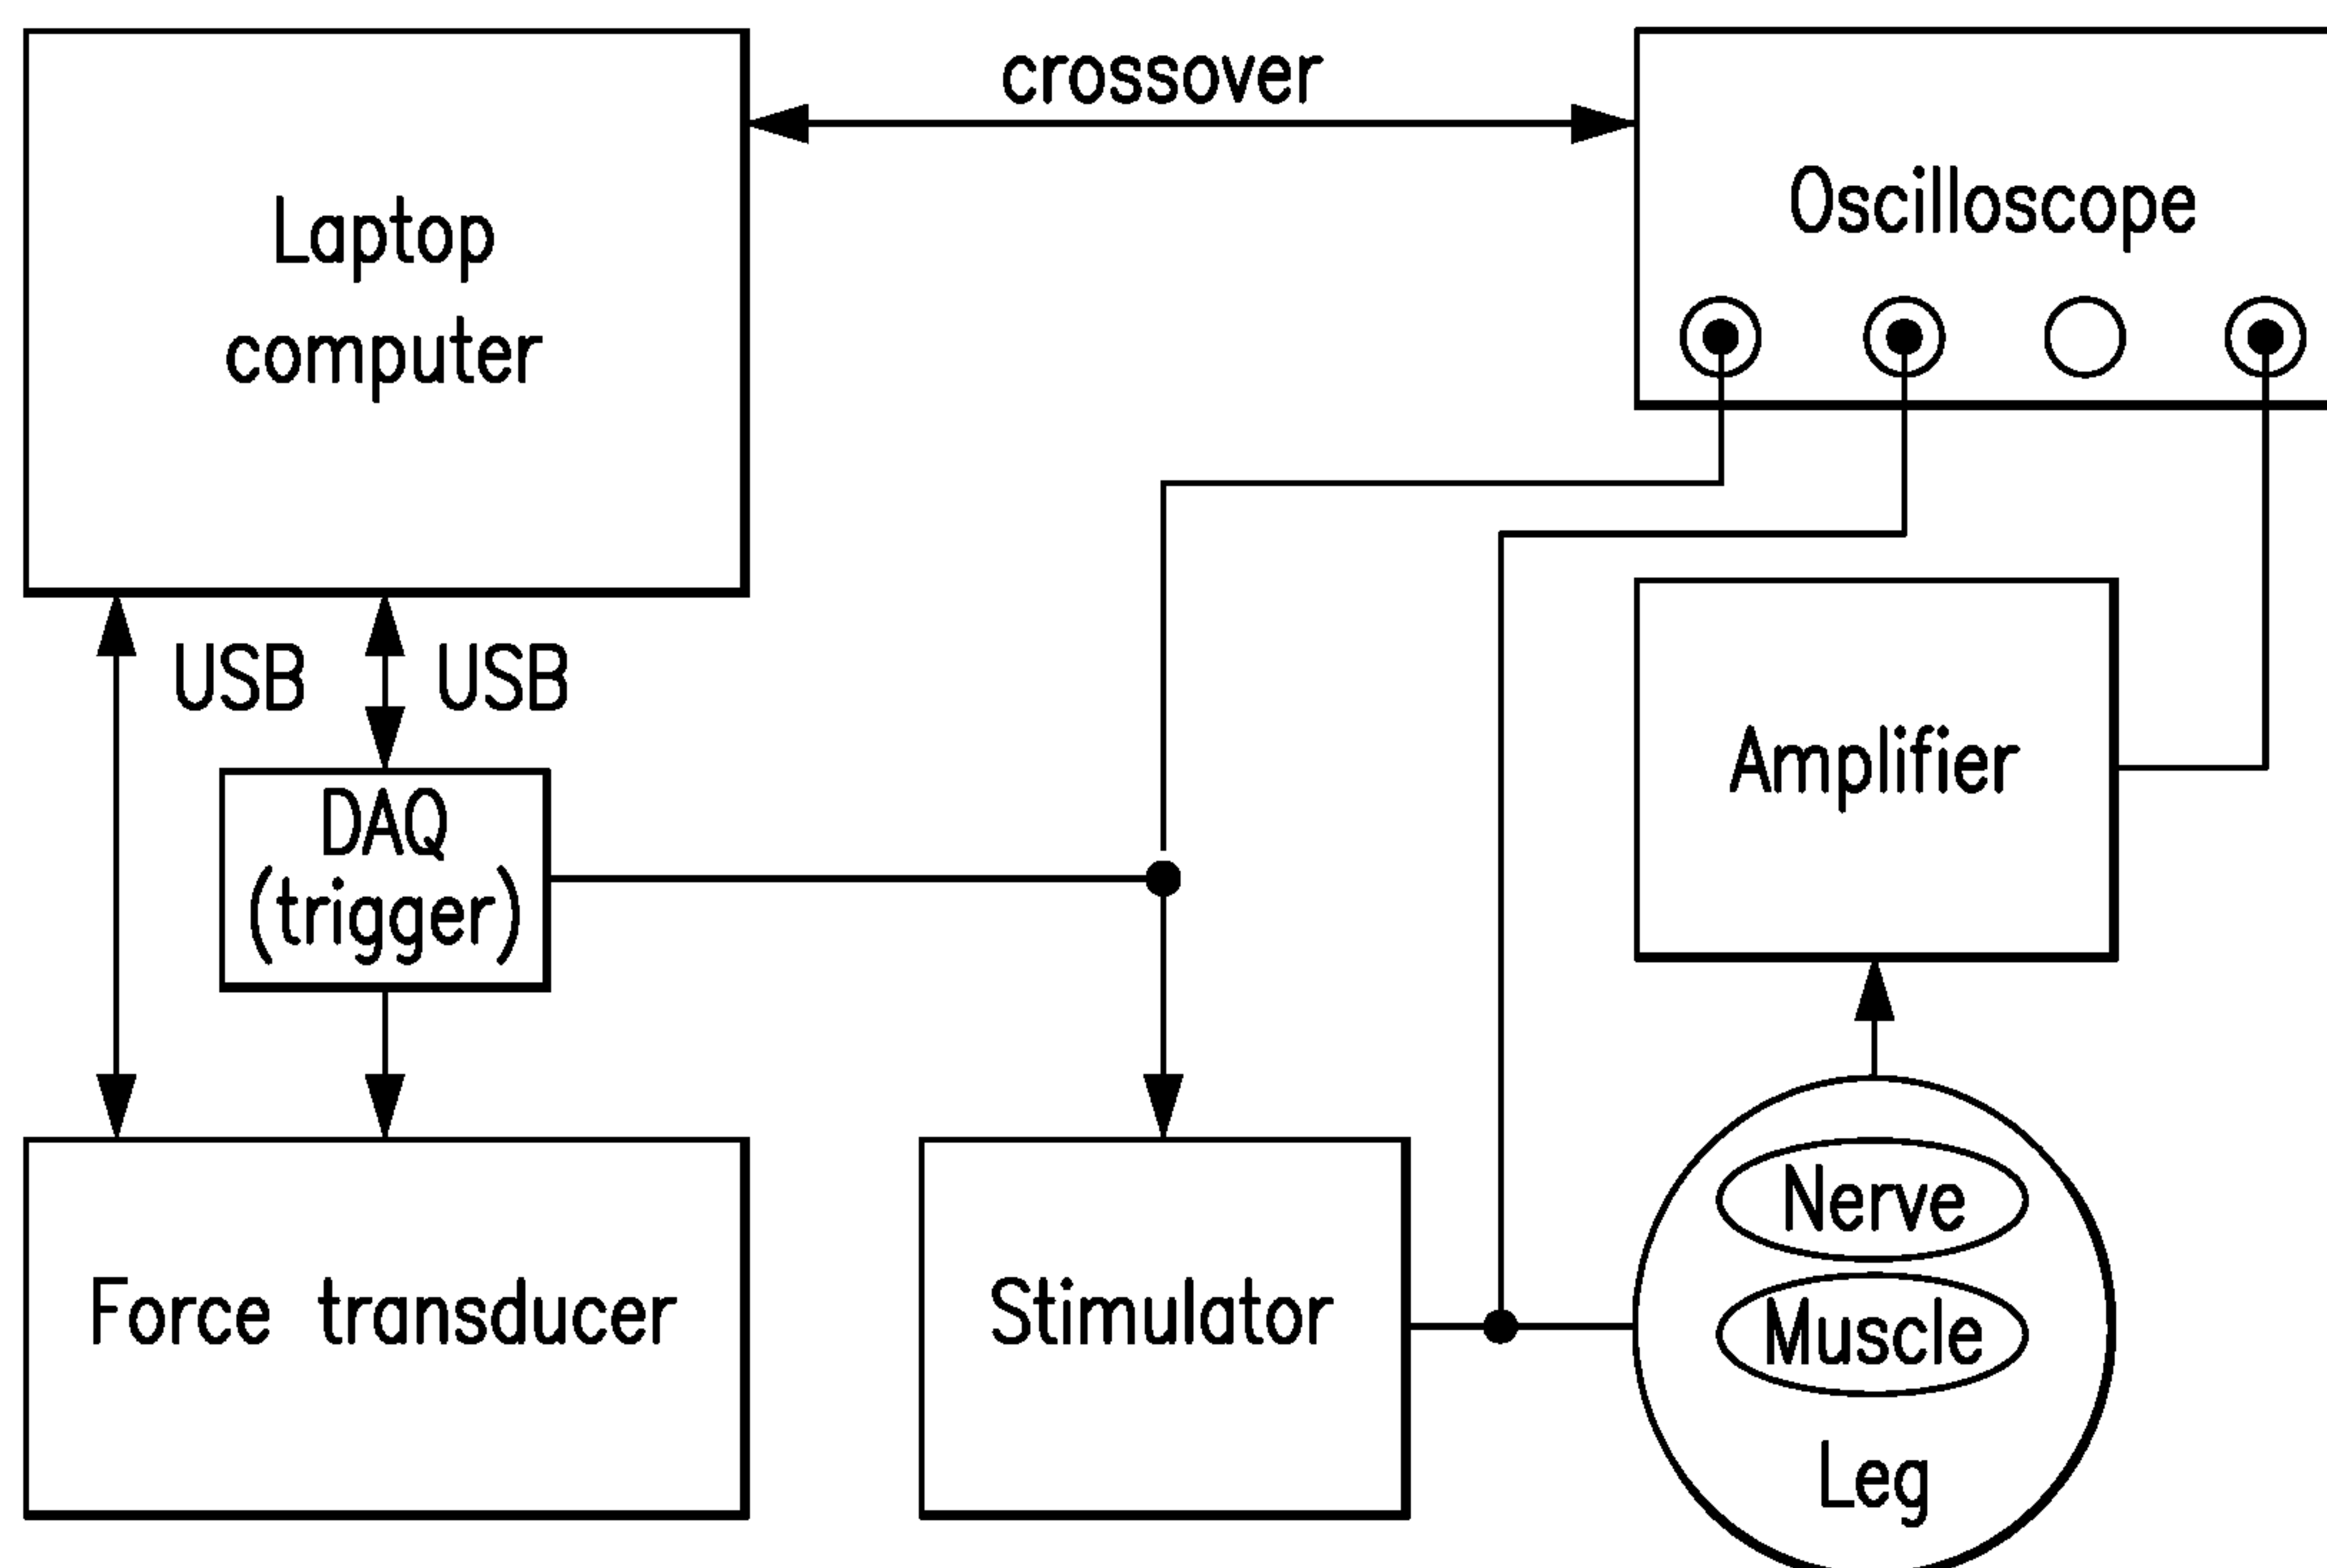 crossover
Laptop
computer
Oscilloscope
USB
USB
DAQ
(trigger)
Amplifier
Force transducer
Stimulator
Nerve
Muscle
Leg